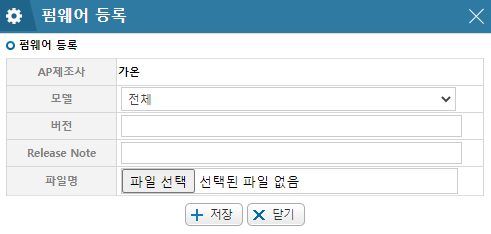 펌웨어 등록
펌웨어 등록
AP제조사 가온
모델 전체
버전
Release Note
파일명 파일 선택 선택된 파일 없음
저장 닫기